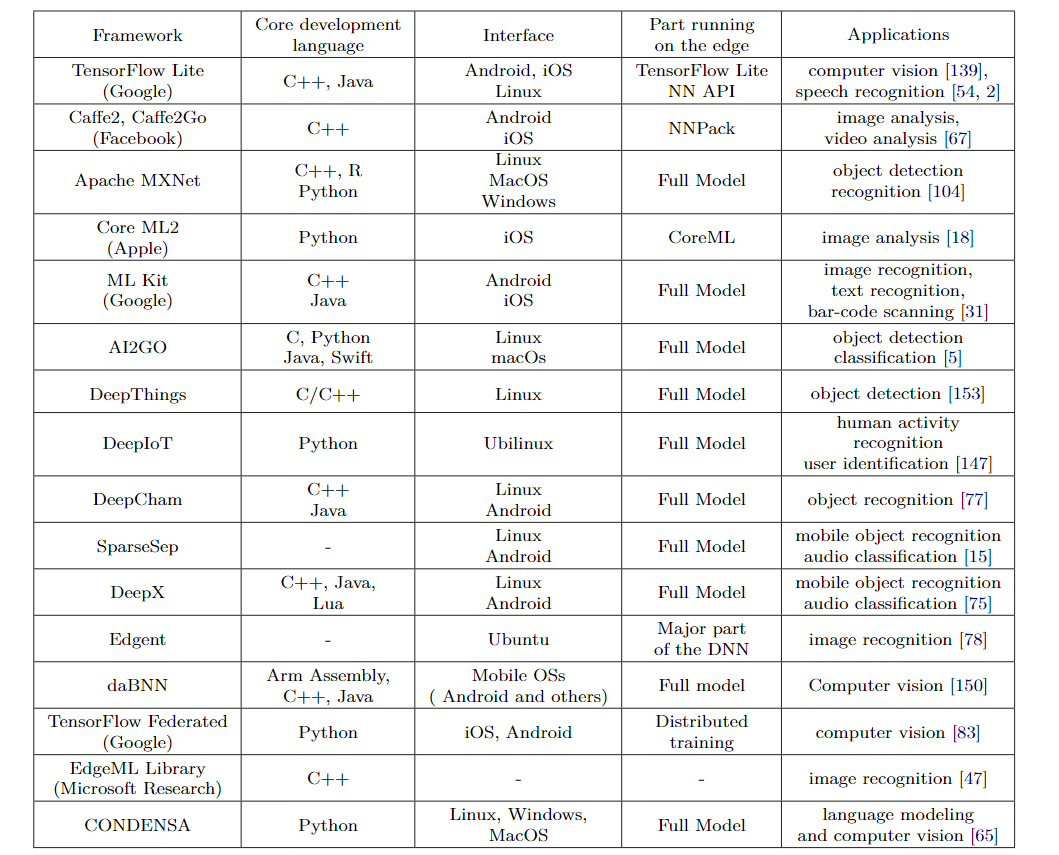 Framework
Core development
language
Interface
Part running
on the edge
Applications
TensorFlow Lite
(Google)
C++, Java
Android, iOS
Linux
TensorFlow Lite
NN API
computer vision [139],
speech recognition [54, 2]
Caffe2, Caffe2Go
(Facebook)
C++
Android
iOS
NNPack
image analysis,
video analysis [67]
Apache MXNet
C++, R
Python
Linux
MacOS
Windows
Full Model
object detection
recognition [104]
Core ML2
(Apple)
Python
iOS
CoreML
image analysis [18]
ML Kit
(Google)
C++
Java
Android
iOS
Full Model
image recognition,
text recognition,
bar-code scanning [31]
AI2GO
C, Python
Java, Swift
Linux
macOs
Full Model
object detection
classification [5]
DeepThings
C/C++
Linux
Full Model
object detection [153]
DeepIoT
Python
Ubilinux
Full Model
human activity
recognition
user identification [147]
DeepCham
C++
Java
Linux
Android
Full Model
object recognition [77]
SparseSep
-
Linux
Android
Full Model
mobile object recognition
audio classification [15]
DeepX
C++, Java,
Lua
Linux
Android
Full Model
mobile object recognition
audio classification [75]
Edgent
-
Ubuntu
Major part
of the DNN
image recognition [78]
daBNN
Arm Assembly,
C++, Java
Mobile OSs
( Android and others)
Full model
Computer vision [150]
TensorFlow Federated
(Google)
Python
iOS, Android
Distributed
training
computer vision [83]
EdgeML Library
(Microsoft Research)
C++
-
-
image recognition [47]
CONDENSA
Python
Linux, Windows,
MacOS
Full Model
language modeling
and computer vision [65]